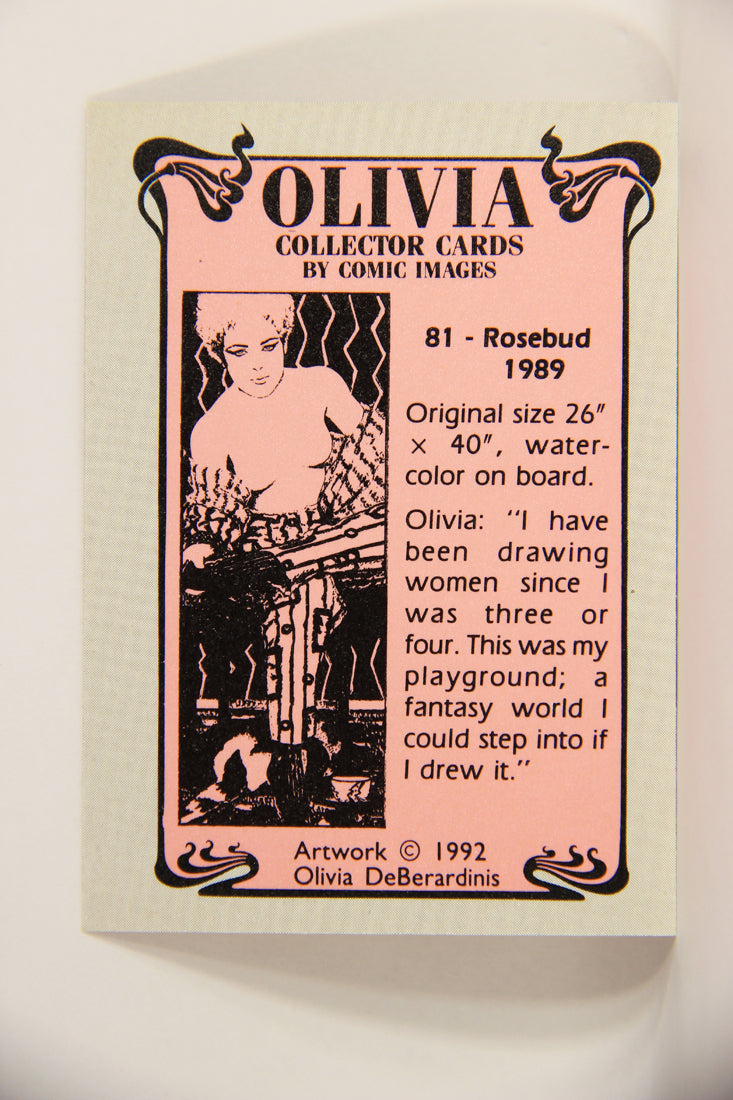 OLIVIA
COLLECTOR CARDS
BY COMIC IMAGES
81 - Rosebud
1989
Original size 26″
× 40″, water-
color on board.
Olivia: “I have
been drawing
women since I
was three or
four. This was my
playground; a
fantasy world I
could step into if
I drew it.”
Artwork © 1992
Olivia DeBerardinis